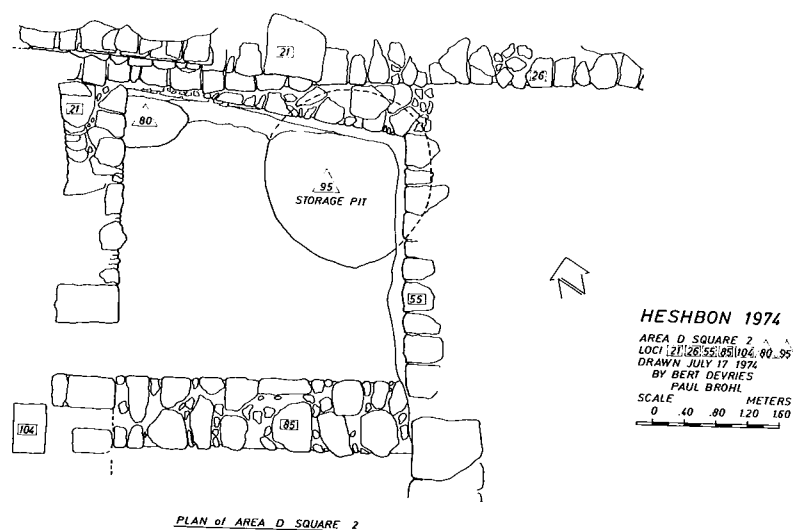 21
26
21
80
95
STORAGE PIT
55
85
104
N
HESHBON 1974
AREA D SQUARE 2
LOCI 21 26 55 85 104 80 95
DRAWN JULY 17 1974
BY BERT DEVRIES
PAUL BROHL
SCALE METERS
0 .40 .80 1.20 1.60
PLAN of AREA D SQUARE 2